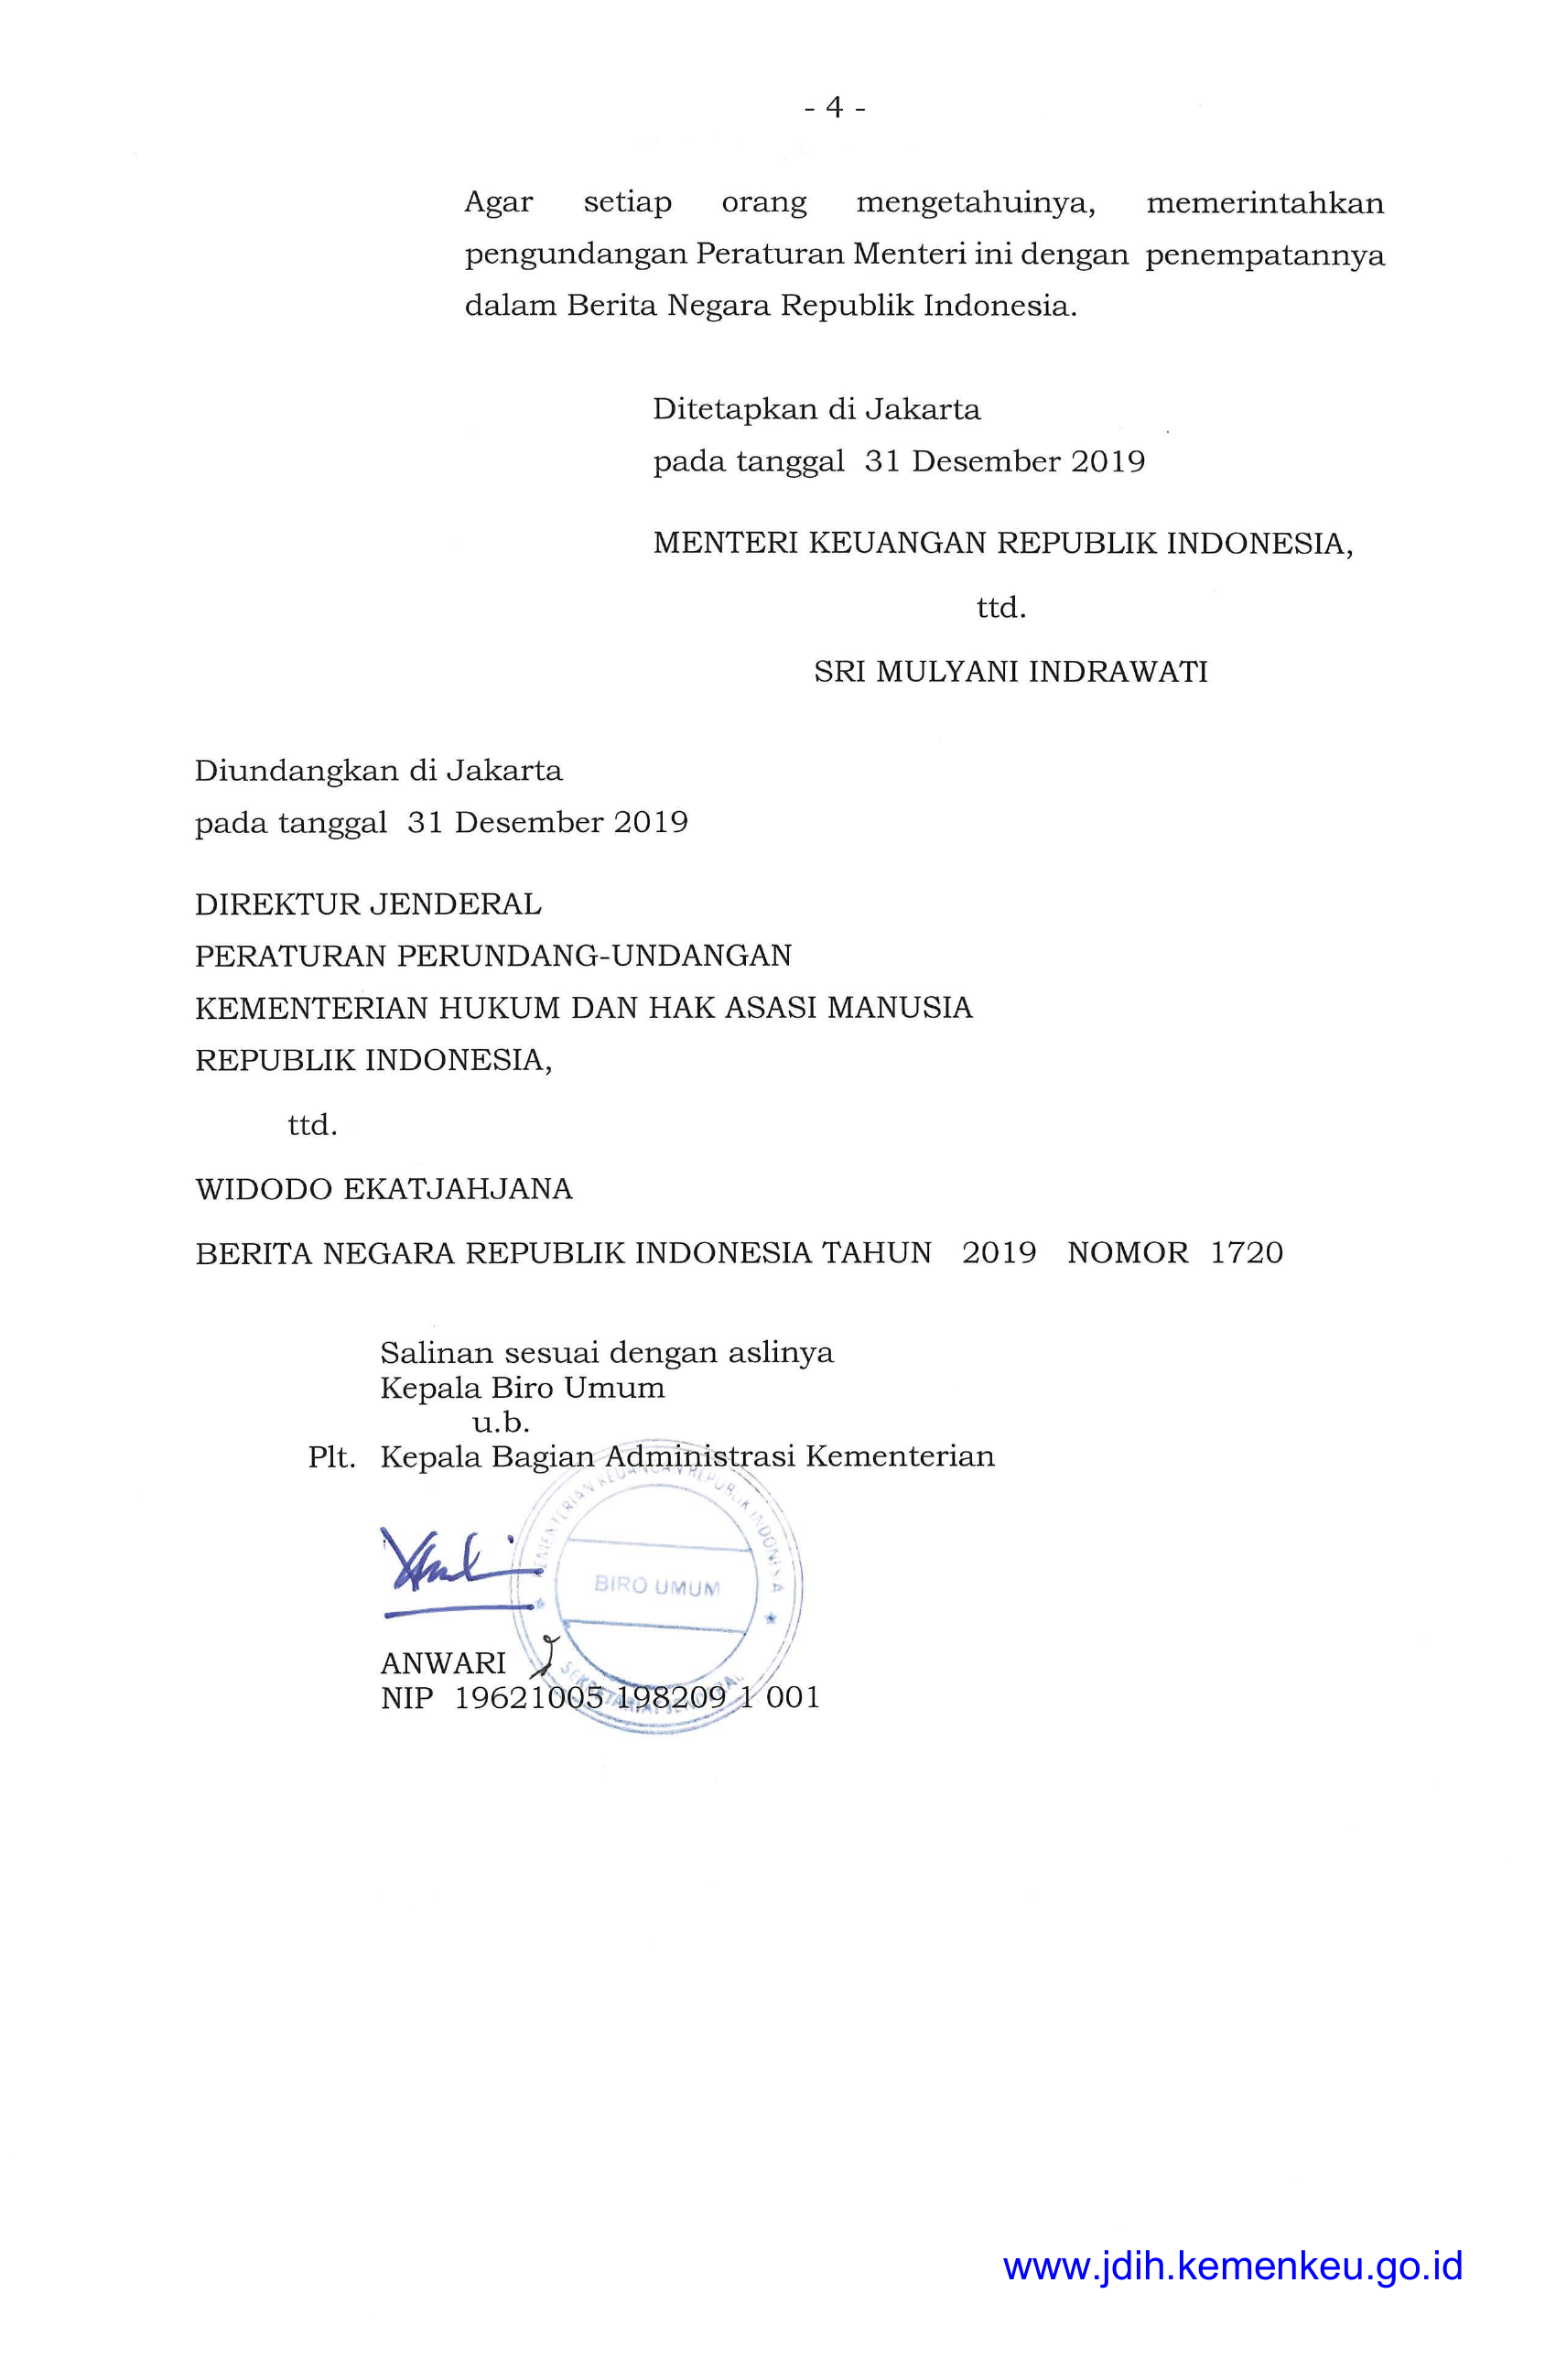 - 4 -
Agar setiap orang mengetahuinya, memerintahkan
pengundangan Peraturan Menteri ini dengan penempatannya
dalam Berita Negara Republik Indonesia.
Ditetapkan di Jakarta
pada tanggal 31 Desember 2019
MENTERI KEUANGAN REPUBLIK INDONESIA,
ttd.
SRI MULYANI INDRAWATI
Diundangkan di Jakarta
pada tanggal 31 Desember 2019
DIREKTUR JENDERAL
PERATURAN PERUNDANG-UNDANGAN
KEMENTERIAN HUKUM DAN HAK ASASI MANUSIA
REPUBLIK INDONESIA,
ttd.
WIDODO EKATJAHJANA
BERITA NEGARA REPUBLIK INDONESIA TAHUN 2019 NOMOR 1720
Salinan sesuai dengan aslinya
Kepala Biro Umum
u.b.
Plt. Kepala Bagian Administrasi Kementerian
KEMENTERIAN KEUANGAN REPUBLIK INDONESIA
BIRO UMUM
SEKRETARIAT JENDERAL
ANWARI
NIP 19621005 198209 1 001
www.jdih.kemenkeu.go.id